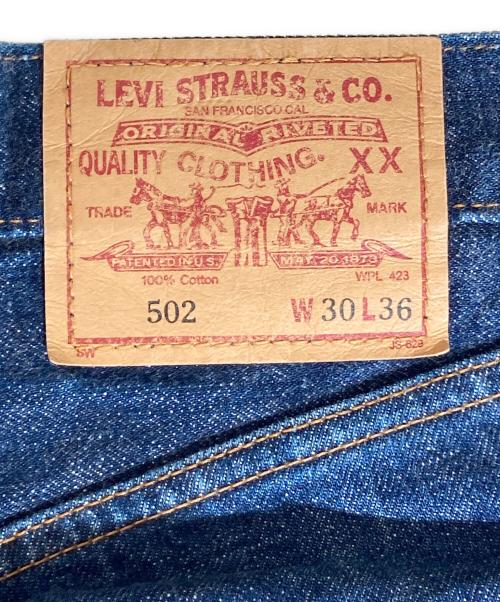 LEVI STRAUSS & CO.
SAN FRANCISCO CAL
ORIGINAL RIVETED
QUALITY CLOTHING. XX
TRADE MARK
PATENTED IN U.S. MAY 20 1873
100% Cotton WPL 423
502 W 30 L 36
SW JS-628